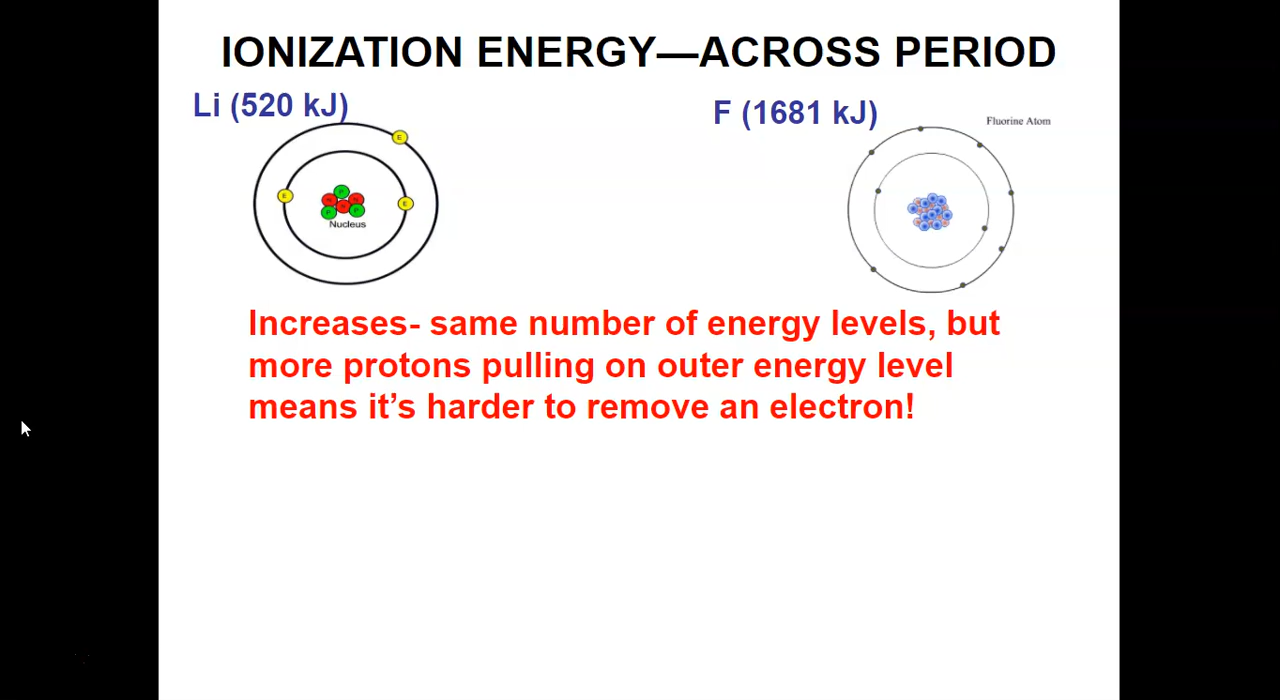 IONIZATION ENERGY—ACROSS PERIOD
Li (520 kJ)
F (1681 kJ)
Fluorine Atom
E
E
E
P
N
N
N
P
P
Nucleus
Increases- same number of energy levels, but
more protons pulling on outer energy level
means it’s harder to remove an electron!